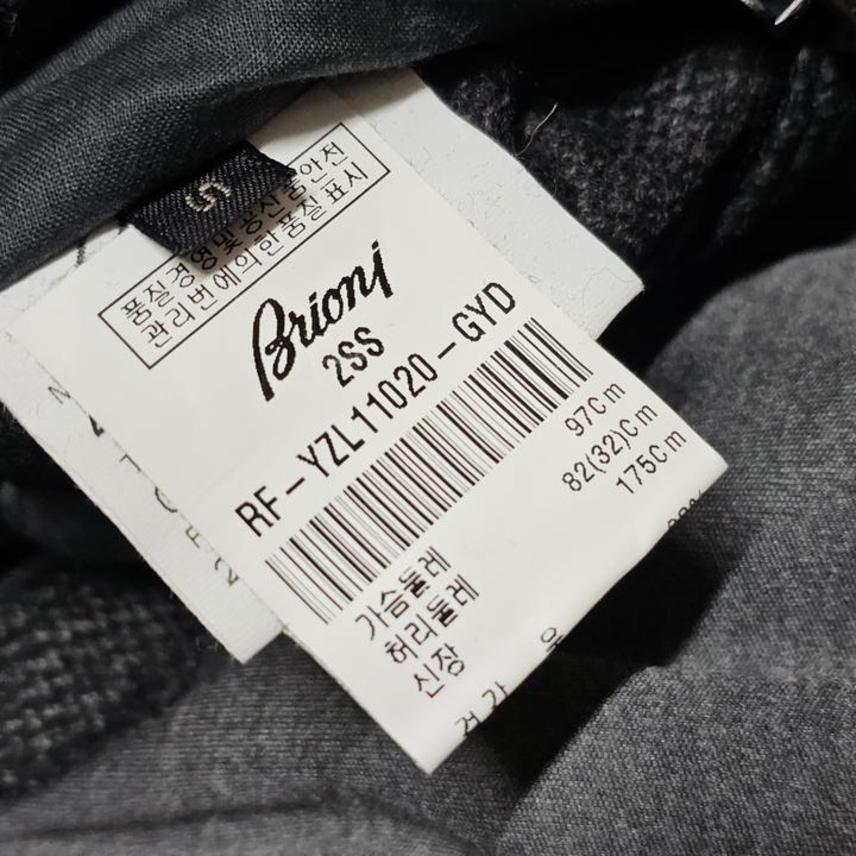 S
품질경영및공산품안전
관리법에의한품질표시
Brioni
2SS
RF-YZL11020-GYD
가슴둘레 97Cm
허리둘레 82(32)Cm
신장 175Cm
겉감